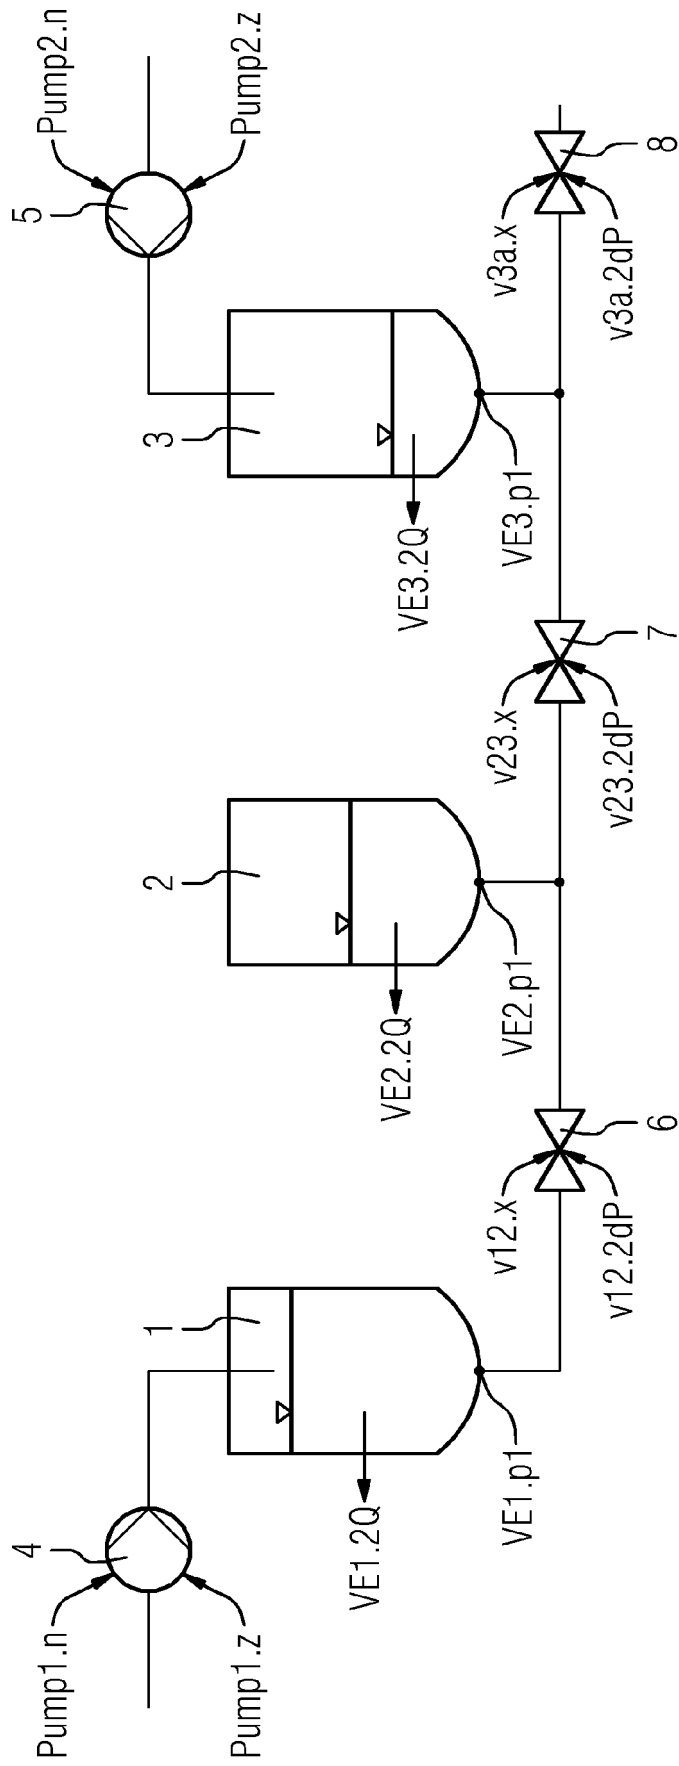 Pump1.n
4
Pump1.z
1
VE1.2Q
VE1.p1
v12.x
6
v12.2dP
2
VE2.2Q
VE2.p1
v23.x
7
v23.2dP
3
VE3.2Q
VE3.p1
Pump2.n
5
Pump2.z
v3a.x
8
v3a.2dP